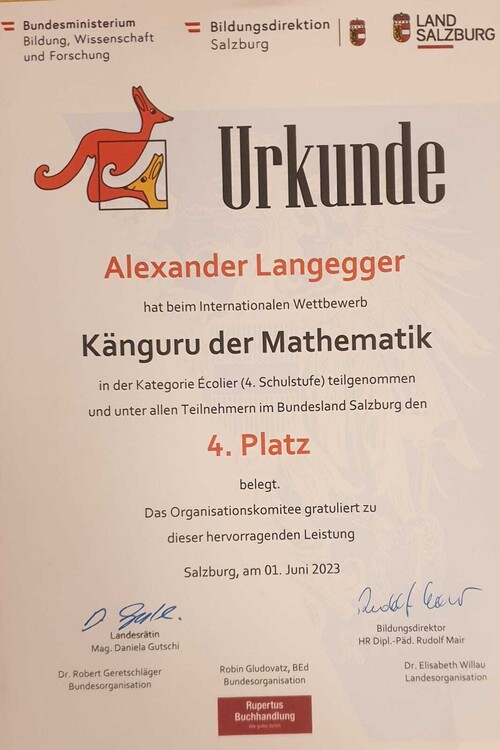 Bundesministerium
Bildung, Wissenschaft
und Forschung
Bildungsdirektion
Salzburg
LAND
SALZBURG
Urkunde
Alexander Langegger
hat beim Internationalen Wettbewerb
Känguru der Mathematik
in der Kategorie Écolier (4. Schulstufe) teilgenommen
und unter allen Teilnehmern im Bundesland Salzburg den
4. Platz
belegt.
Das Organisationskomitee gratuliert zu
dieser hervorragenden Leistung
Salzburg, am 01. Juni 2023
Landesrätin
Mag. Daniela Gutschi
Bildungsdirektor
HR Dipl.-Päd. Rudolf Mair
Dr. Robert Geretschläger
Bundesorganisation
Robin Gludovatz, BEd
Bundesorganisation
Dr. Elisabeth Willau
Landesorganisation
Rupertus
Buchhandlung